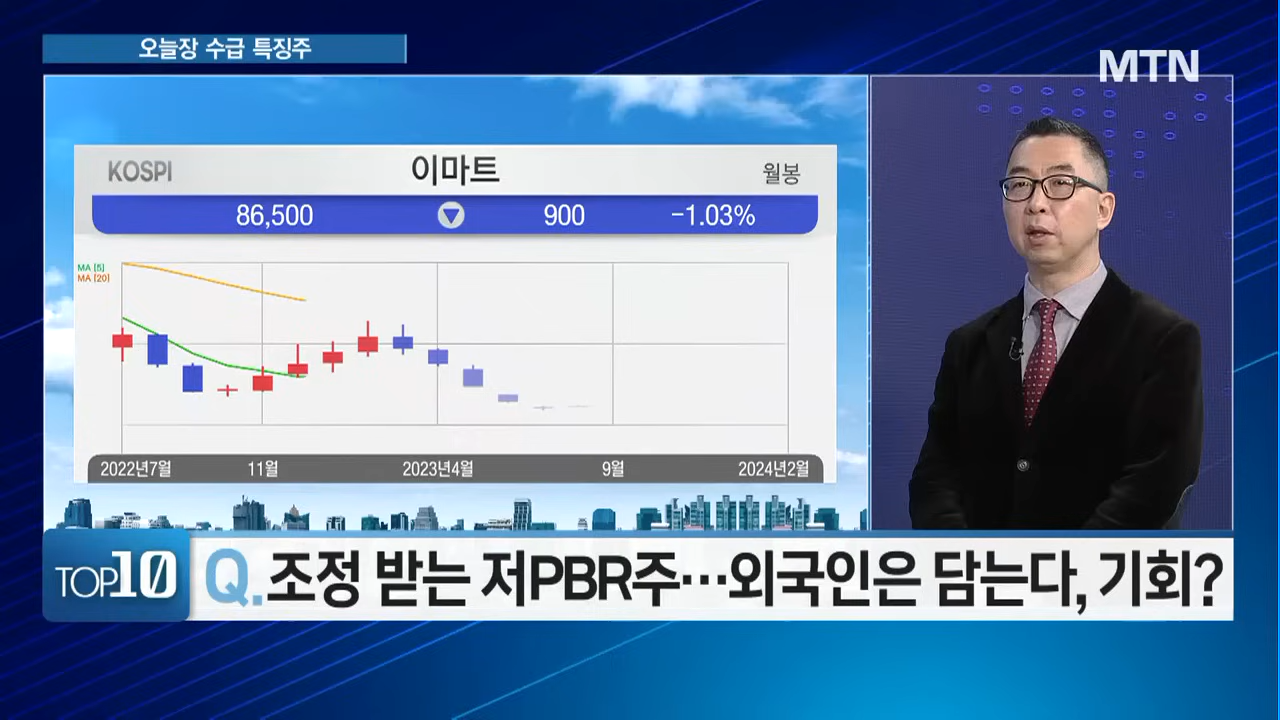 오늘장 수급 특징주
MTN
KOSPI 이마트 월봉
86,500 ▼ 900 -1.03%
MA (5)
MA (20)
2022년7월 11월 2023년4월 9월 2024년2월
TOP10 Q.조정 받는 저PBR주…외국인은 담는다, 기회?